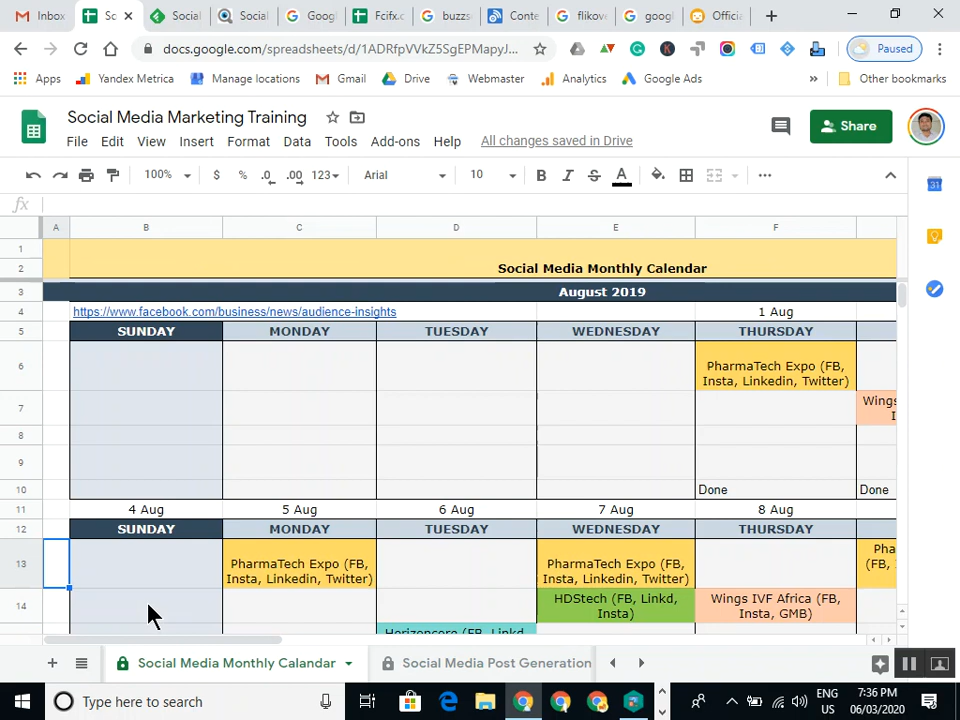 Inbox
Sc
Social
Social
Goog
Fcifx.c
buzzs
Conte
flikove
goog
Officia
docs.google.com/spreadsheets/d/1ADRfpVVkZ5SgEPMapyJ...
Paused
Apps
Yandex Metrica
Manage locations
Gmail
Drive
Webmaster
Analytics
Google Ads
»
Other bookmarks
Social Media Marketing Training
File Edit View Insert Format Data Tools Add-ons Help All changes saved in Drive
Share
100% $ % .0 .00 123 Arial 10 B I S A
fx
A B C D E F
1
2 Social Media Monthly Calendar
3 August 2019
4 https://www.facebook.com/business/news/audience-insights 1 Aug
5 SUNDAY MONDAY TUESDAY WEDNESDAY THURSDAY
6 PharmaTech Expo (FB,
Insta, Linkedin, Twitter)
7 Wings
I
8
9
10 Done Done
11 4 Aug 5 Aug 6 Aug 7 Aug 8 Aug
12 SUNDAY MONDAY TUESDAY WEDNESDAY THURSDAY
13 PharmaTech Expo (FB, PharmaTech Expo (FB, Pha
Insta, Linkedin, Twitter) Insta, Linkedin, Twitter) (FB,
14 HDStech (FB, Linkd, Wings IVF Africa (FB,
Insta) Insta, GMB)
Horizoncore (FB, Linkd
Social Media Monthly Calandar
Social Media Post Generation
Type here to search
ENG
US
7:36 PM
06/03/2020